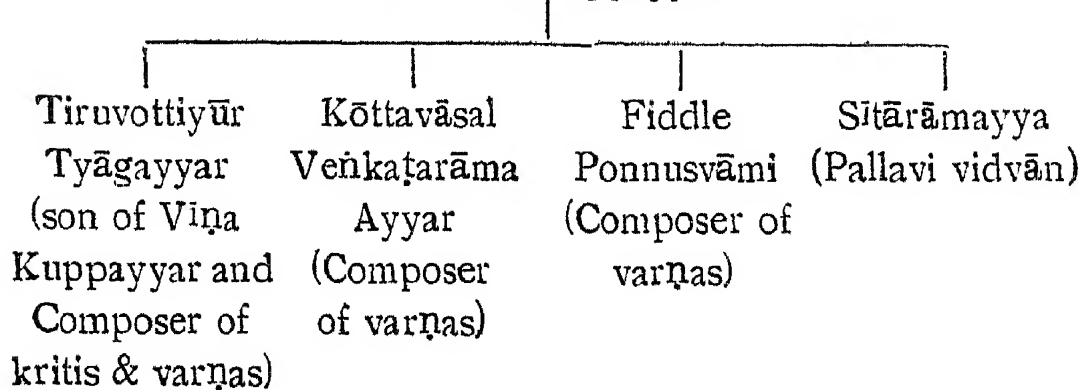 Tiruvottiyūr
Tyāgayyar
(son of Vīṇa
Kuppayyar and
Composer of
kritis & varṇas)
Kōttavāsal
Veṅkaṭarāma
Ayyar
(Composer
of varṇas)
Fiddle
Ponnusvāmi
(Composer of
varṇas)
Sītārāmayya
(Pallavi vidvān)